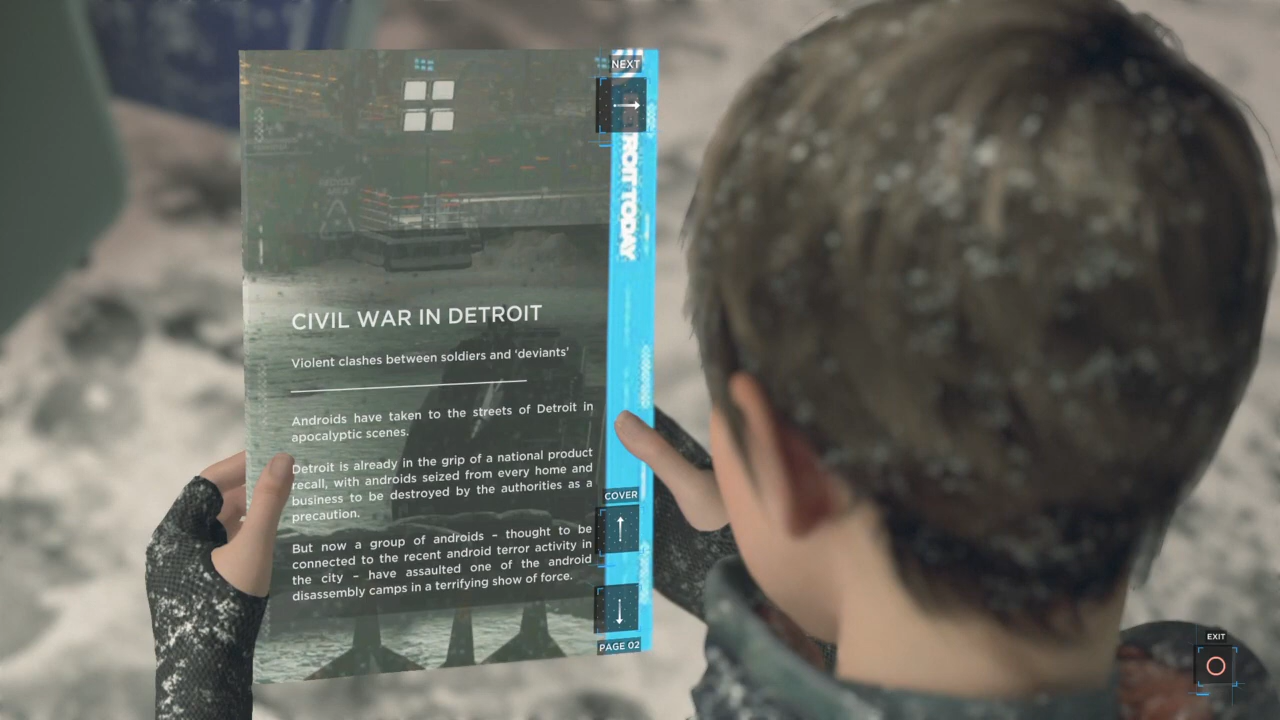 NEXT
ROIT TODAY
CIVIL WAR IN DETROIT
Violent clashes between soldiers and ‘deviants’
Androids have taken to the streets of Detroit in
apocalyptic scenes.
Detroit is already in the grip of a national product
recall, with androids seized from every home and
business to be destroyed by the authorities as a
precaution.
But now a group of androids – thought to be
connected to the recent android terror activity in
the city – have assaulted one of the android
disassembly camps in a terrifying show of force.
COVER
PAGE 02
EXIT